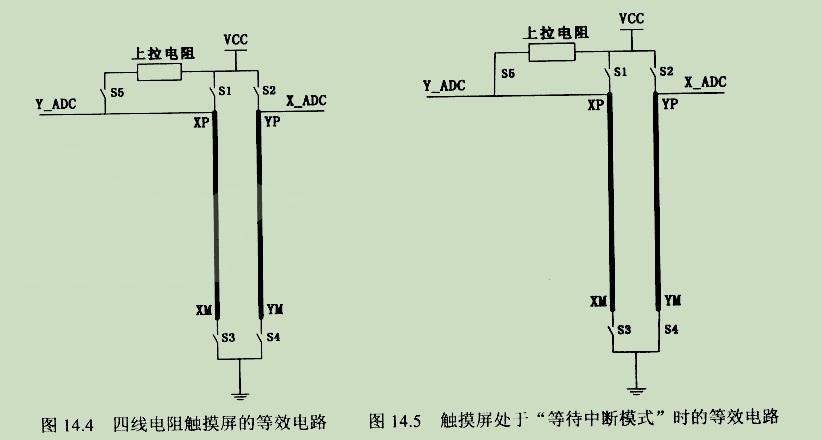 VCC
上拉电阻
S5
S1
S2
Y_ADC
X_ADC
XP
YP
XM
YM
S3
S4
图 14.4 四线电阻触摸屏的等效电路
VCC
上拉电阻
S5
S1
S2
Y_ADC
X_ADC
XP
YP
XM
YM
S3
S4
图 14.5 触摸屏处于“等待中断模式”时的等效电路